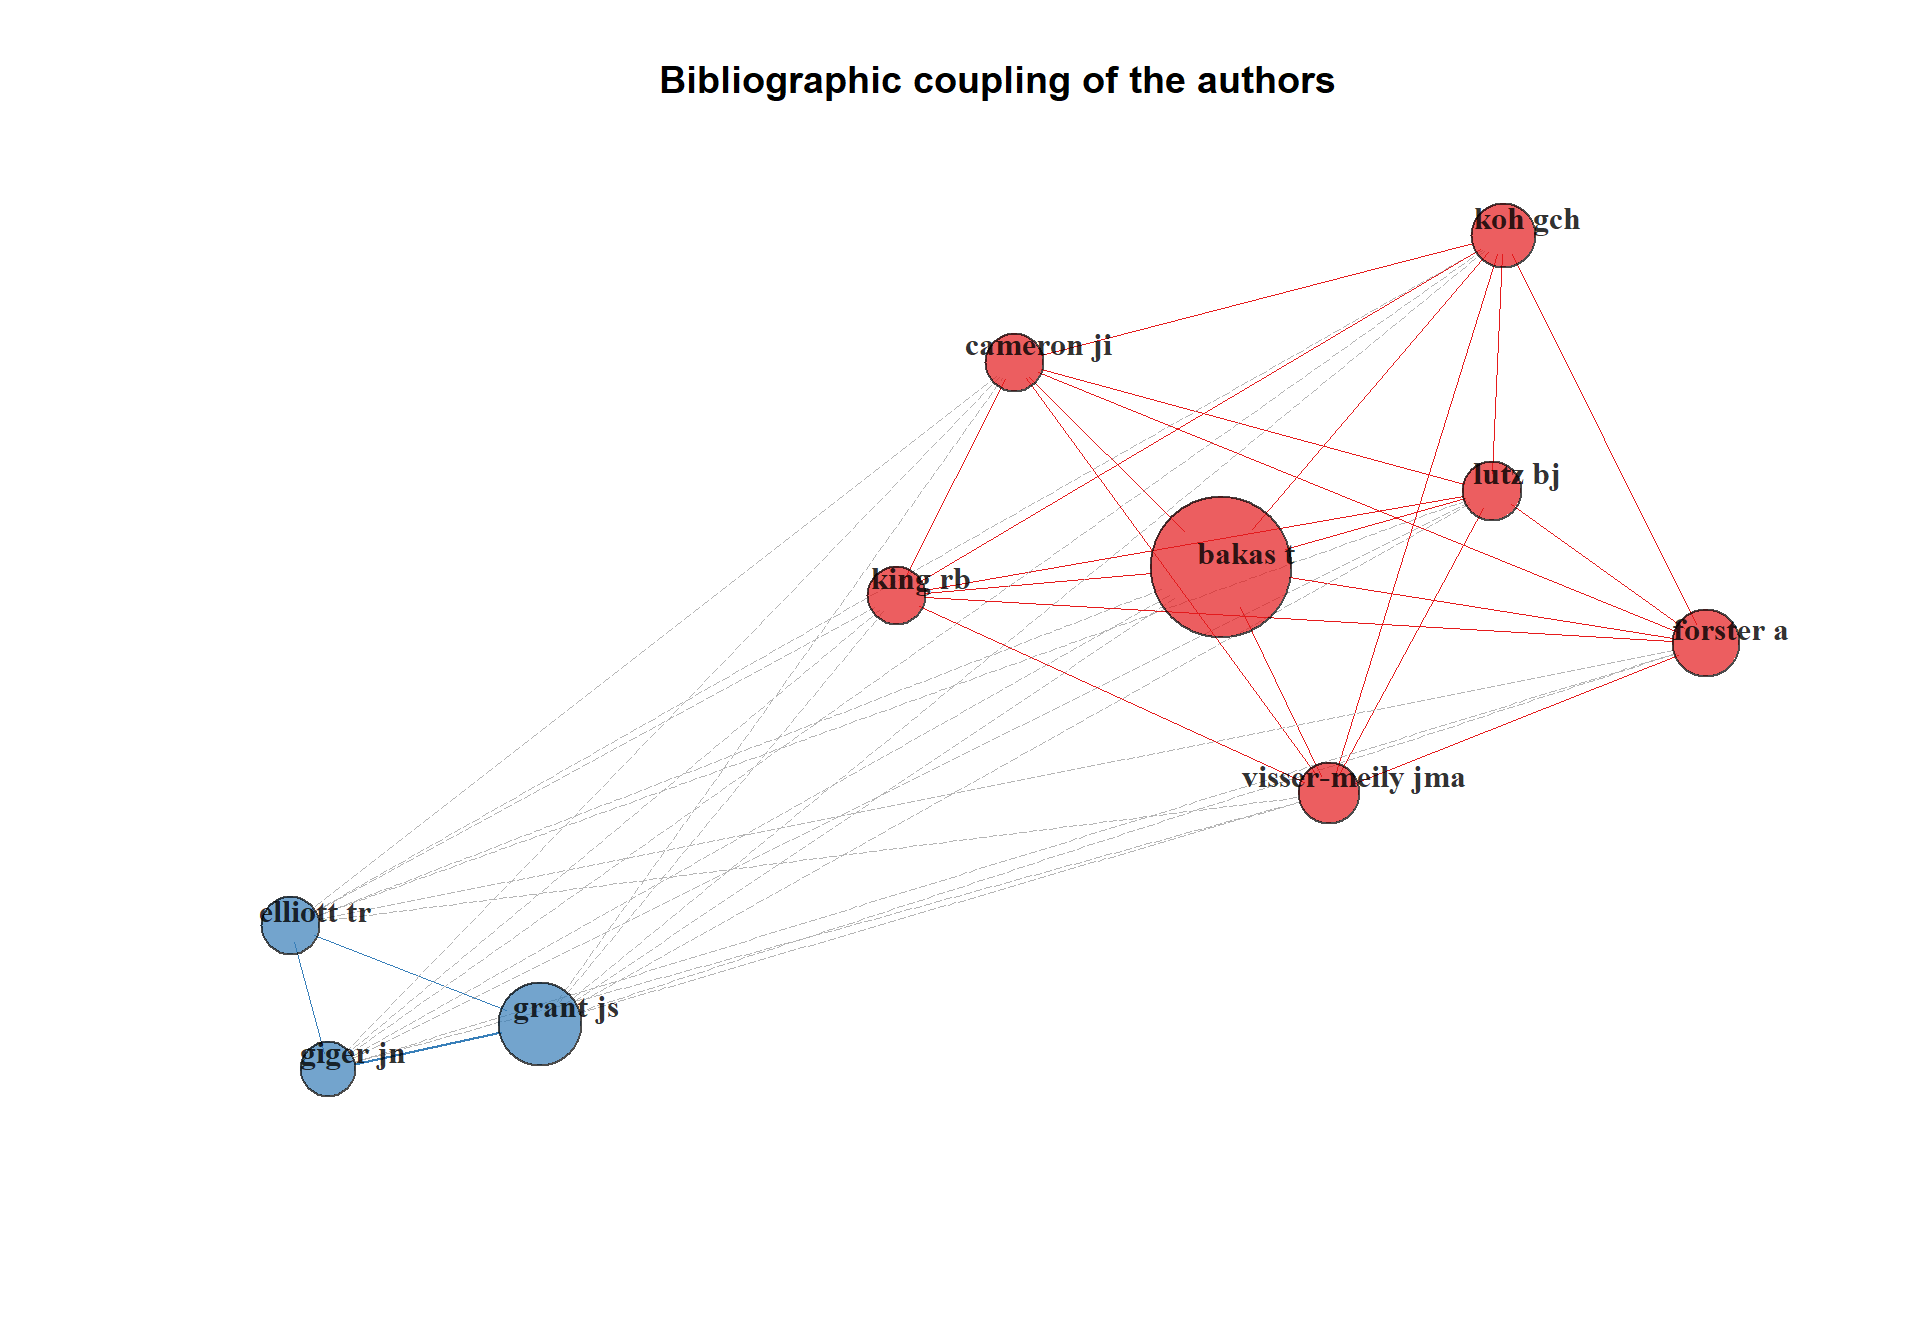 Bibliographic coupling of the authors
koh gch
cameron ji
lutz bj
bakas t
king rb
forster a
visser-meily jma
elliott tr
grant js
giger jn